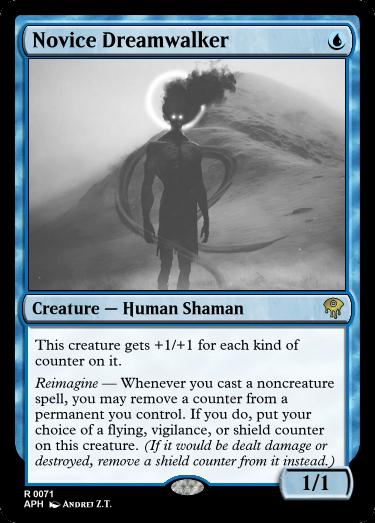 Novice Dreamwalker
Creature — Human Shaman
This creature gets +1/+1 for each kind of
counter on it.
Reimagine — Whenever you cast a noncreature
spell, you may remove a counter from a
permanent you control. If you do, put your
choice of a flying, vigilance, or shield counter
on this creature. (If it would be dealt damage or
destroyed, remove a shield counter from it instead.)
1/1
R 0071
APH Andrej Z.T.